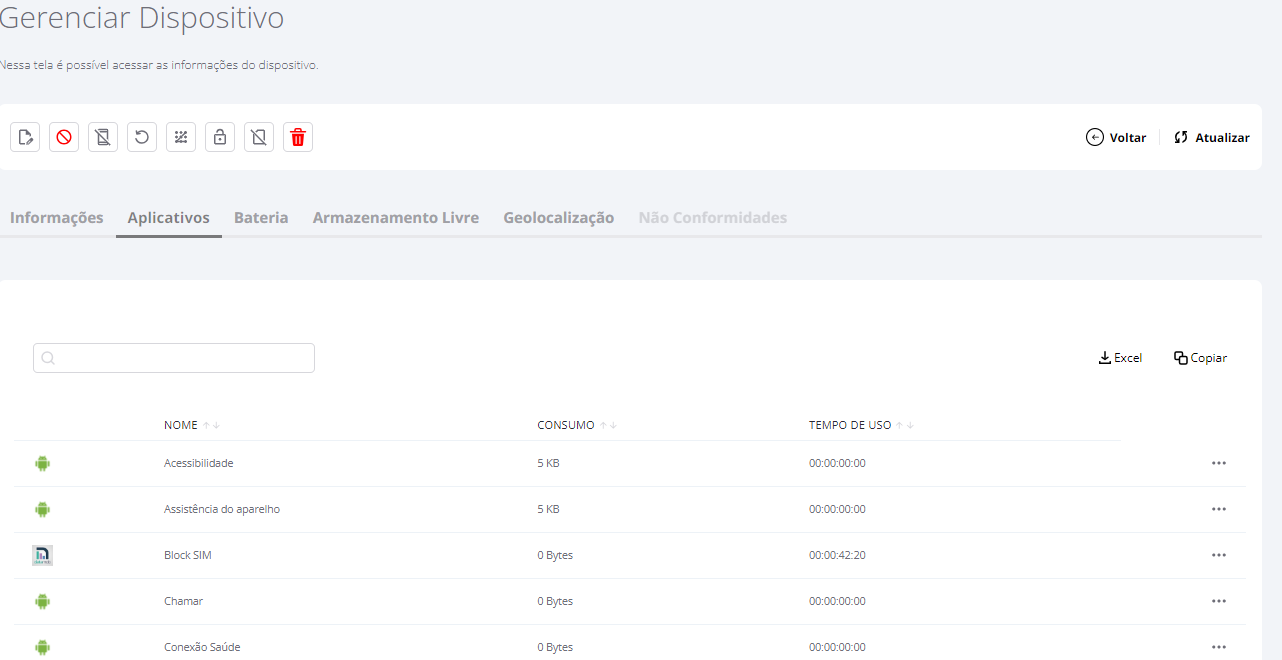 Gerenciar Dispositivo
Nessa tela é possível acessar as informações do dispositivo.
Voltar Atualizar
Informações Aplicativos Bateria Armazenamento Livre Geolocalização Não Conformidades
Excel Copiar
NOME CONSUMO TEMPO DE USO
Acessibilidade 5 KB 00:00:00:00
Assistência do aparelho 5 KB 00:00:00:00
Block SIM 0 Bytes 00:00:42:20
Chamar 0 Bytes 00:00:00:00
Conexão Saúde 0 Bytes 00:00:00:00